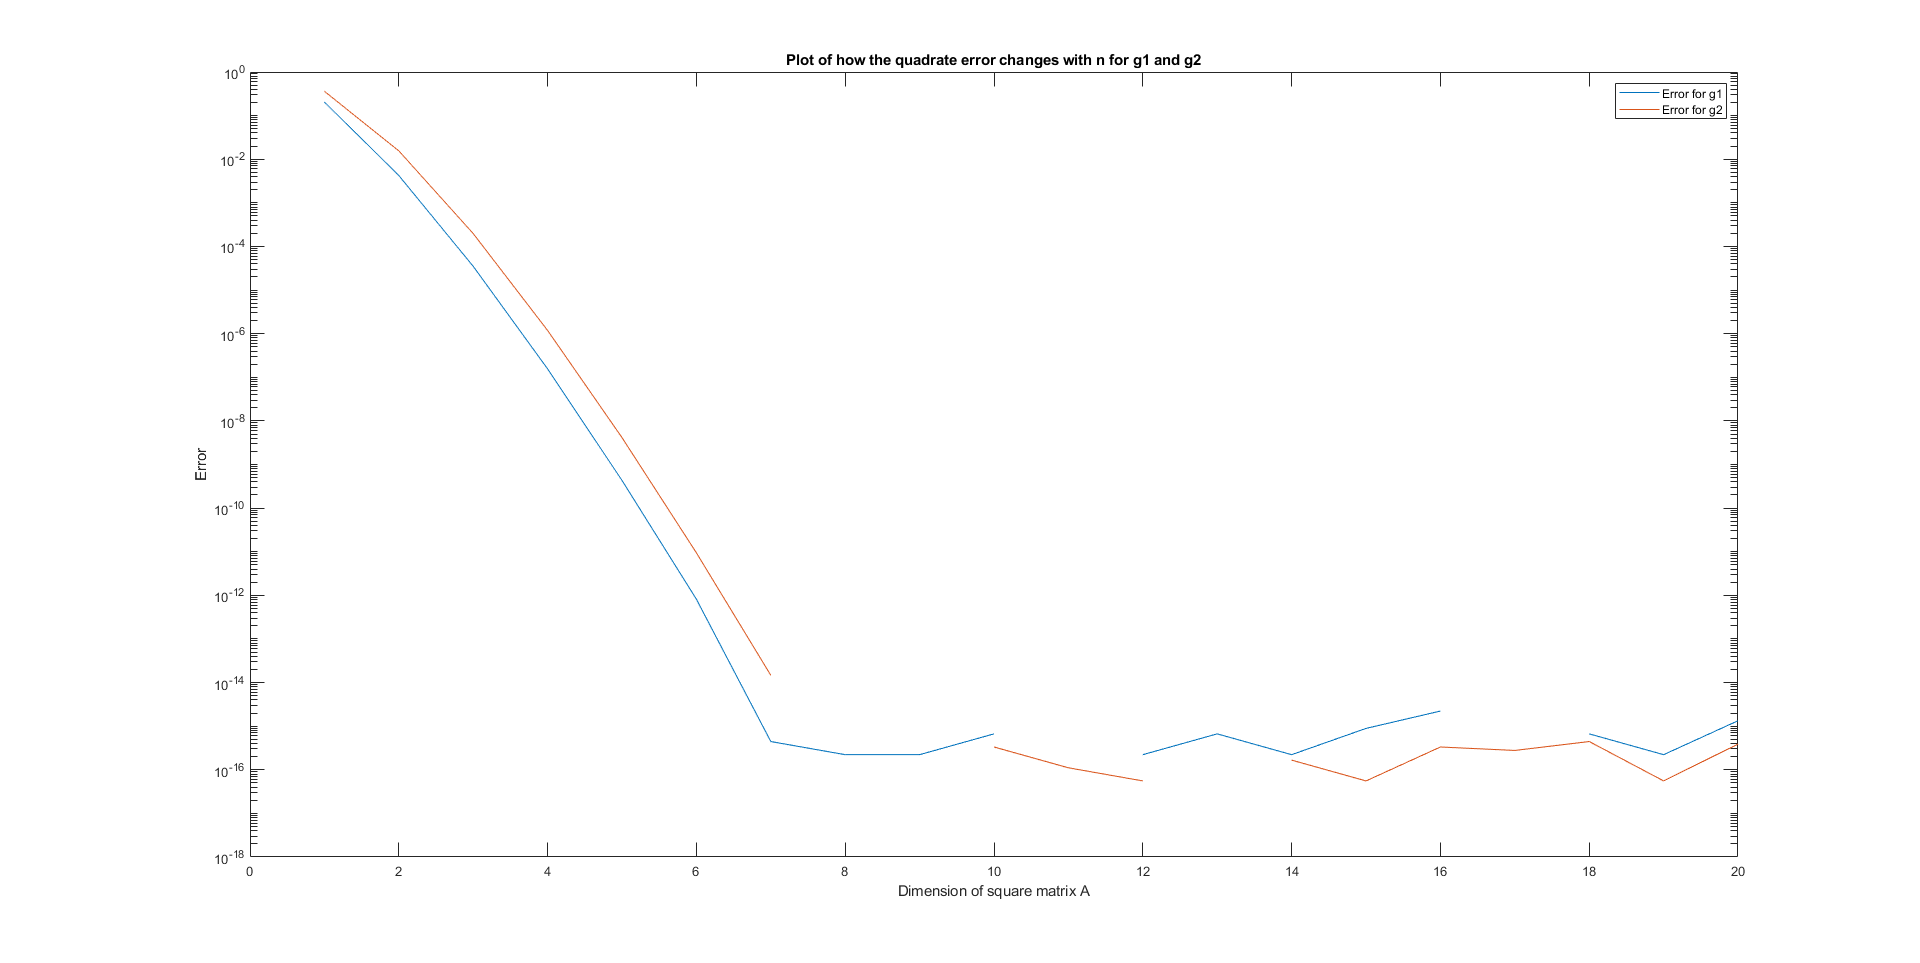 Plot of how the quadrate error changes with n for g1 and g2
Error for g1
Error for g2
10^0
10^-2
10^-4
10^-6
10^-8
10^-10
10^-12
10^-14
10^-16
10^-18
Error
0 2 4 6 8 10 12 14 16 18 20
Dimension of square matrix A